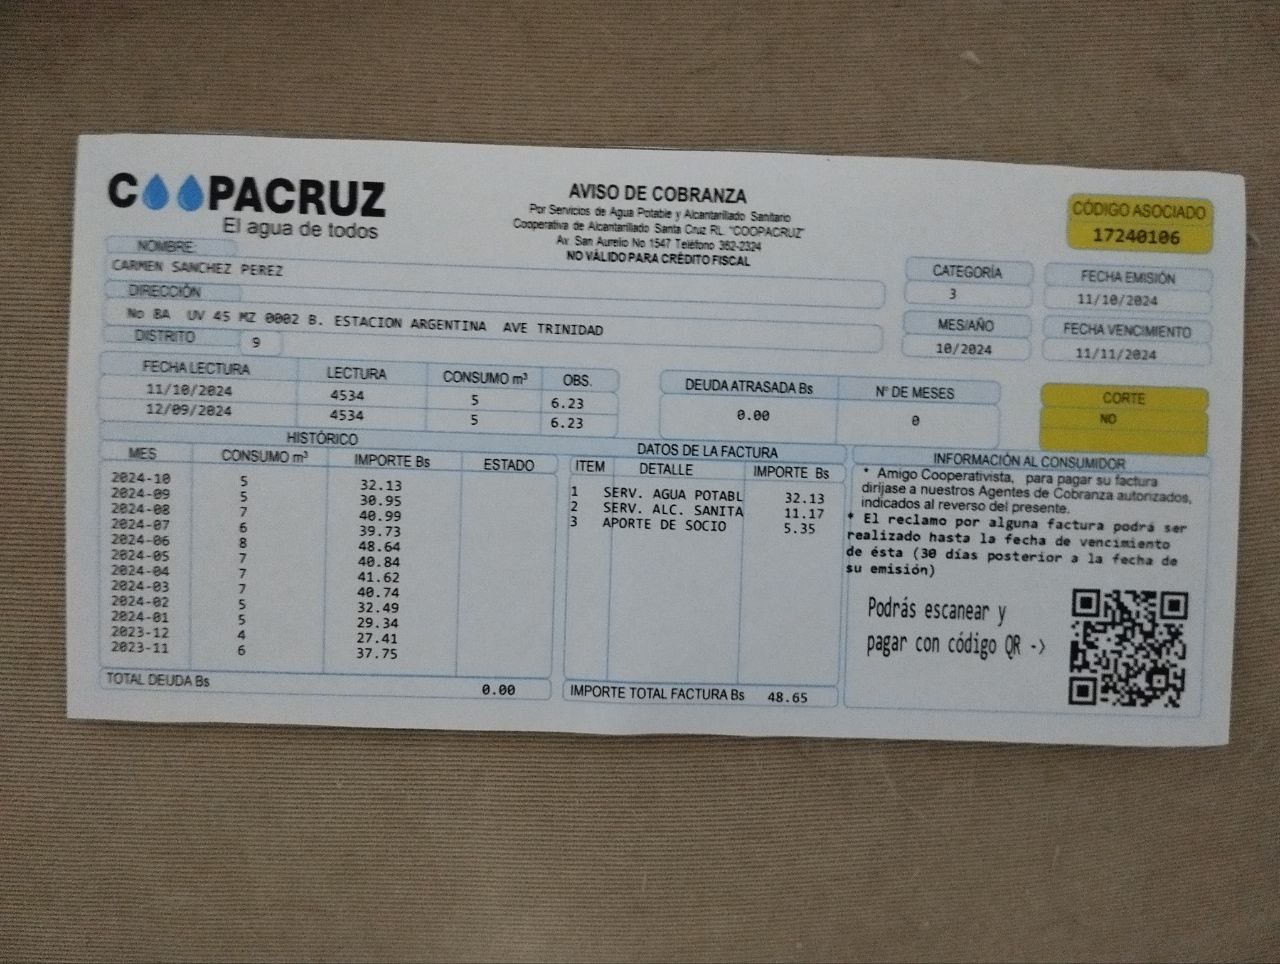 COOPACRUZ
El agua de todos
AVISO DE COBRANZA
Por Servicios de Agua Potable y Alcantarillado Sanitario
Cooperativa de Alcantarillado Santa Cruz RL. "COOPACRUZ"
Av. San Aurelio No 1547 Teléfono 362-2324
NO VÁLIDO PARA CRÉDITO FISCAL
CÓDIGO ASOCIADO
17240106
NOMBRE
CARMEN SANCHEZ PEREZ
DIRECCIÓN
No 8A UV 45 MZ 0002 B. ESTACION ARGENTINA AVE TRINIDAD
DISTRITO 9
CATEGORÍA
3
FECHA EMISIÓN
11/10/2024
MES/AÑO
10/2024
FECHA VENCIMIENTO
11/11/2024
FECHA LECTURA LECTURA CONSUMO m³ OBS.
11/10/2024 4534 5 6.23
12/09/2024 4534 5 6.23
DEUDA ATRASADA Bs Nº DE MESES
0.00 0
CORTE
NO
HISTÓRICO
MES CONSUMO m³ IMPORTE Bs ESTADO
2024-10 5 32.13
2024-09 5 30.95
2024-08 7 40.99
2024-07 6 39.73
2024-06 8 48.64
2024-05 7 40.84
2024-04 7 41.62
2024-03 7 40.74
2024-02 5 32.49
2024-01 5 29.34
2023-12 4 27.41
2023-11 6 37.75
TOTAL DEUDA Bs 0.00
DATOS DE LA FACTURA
ITEM DETALLE IMPORTE Bs
1 SERV. AGUA POTABL 32.13
2 SERV. ALC. SANITA 11.17
3 APORTE DE SOCIO 5.35
IMPORTE TOTAL FACTURA Bs 48.65
INFORMACIÓN AL CONSUMIDOR
* Amigo Cooperativista, para pagar su factura
diríjase a nuestros Agentes de Cobranza autorizados,
indicados al reverso del presente.
* El reclamo por alguna factura podrá ser
realizado hasta la fecha de vencimiento
de ésta (30 días posterior a la fecha de
su emisión)
Podrás escanear y
pagar con código QR ->